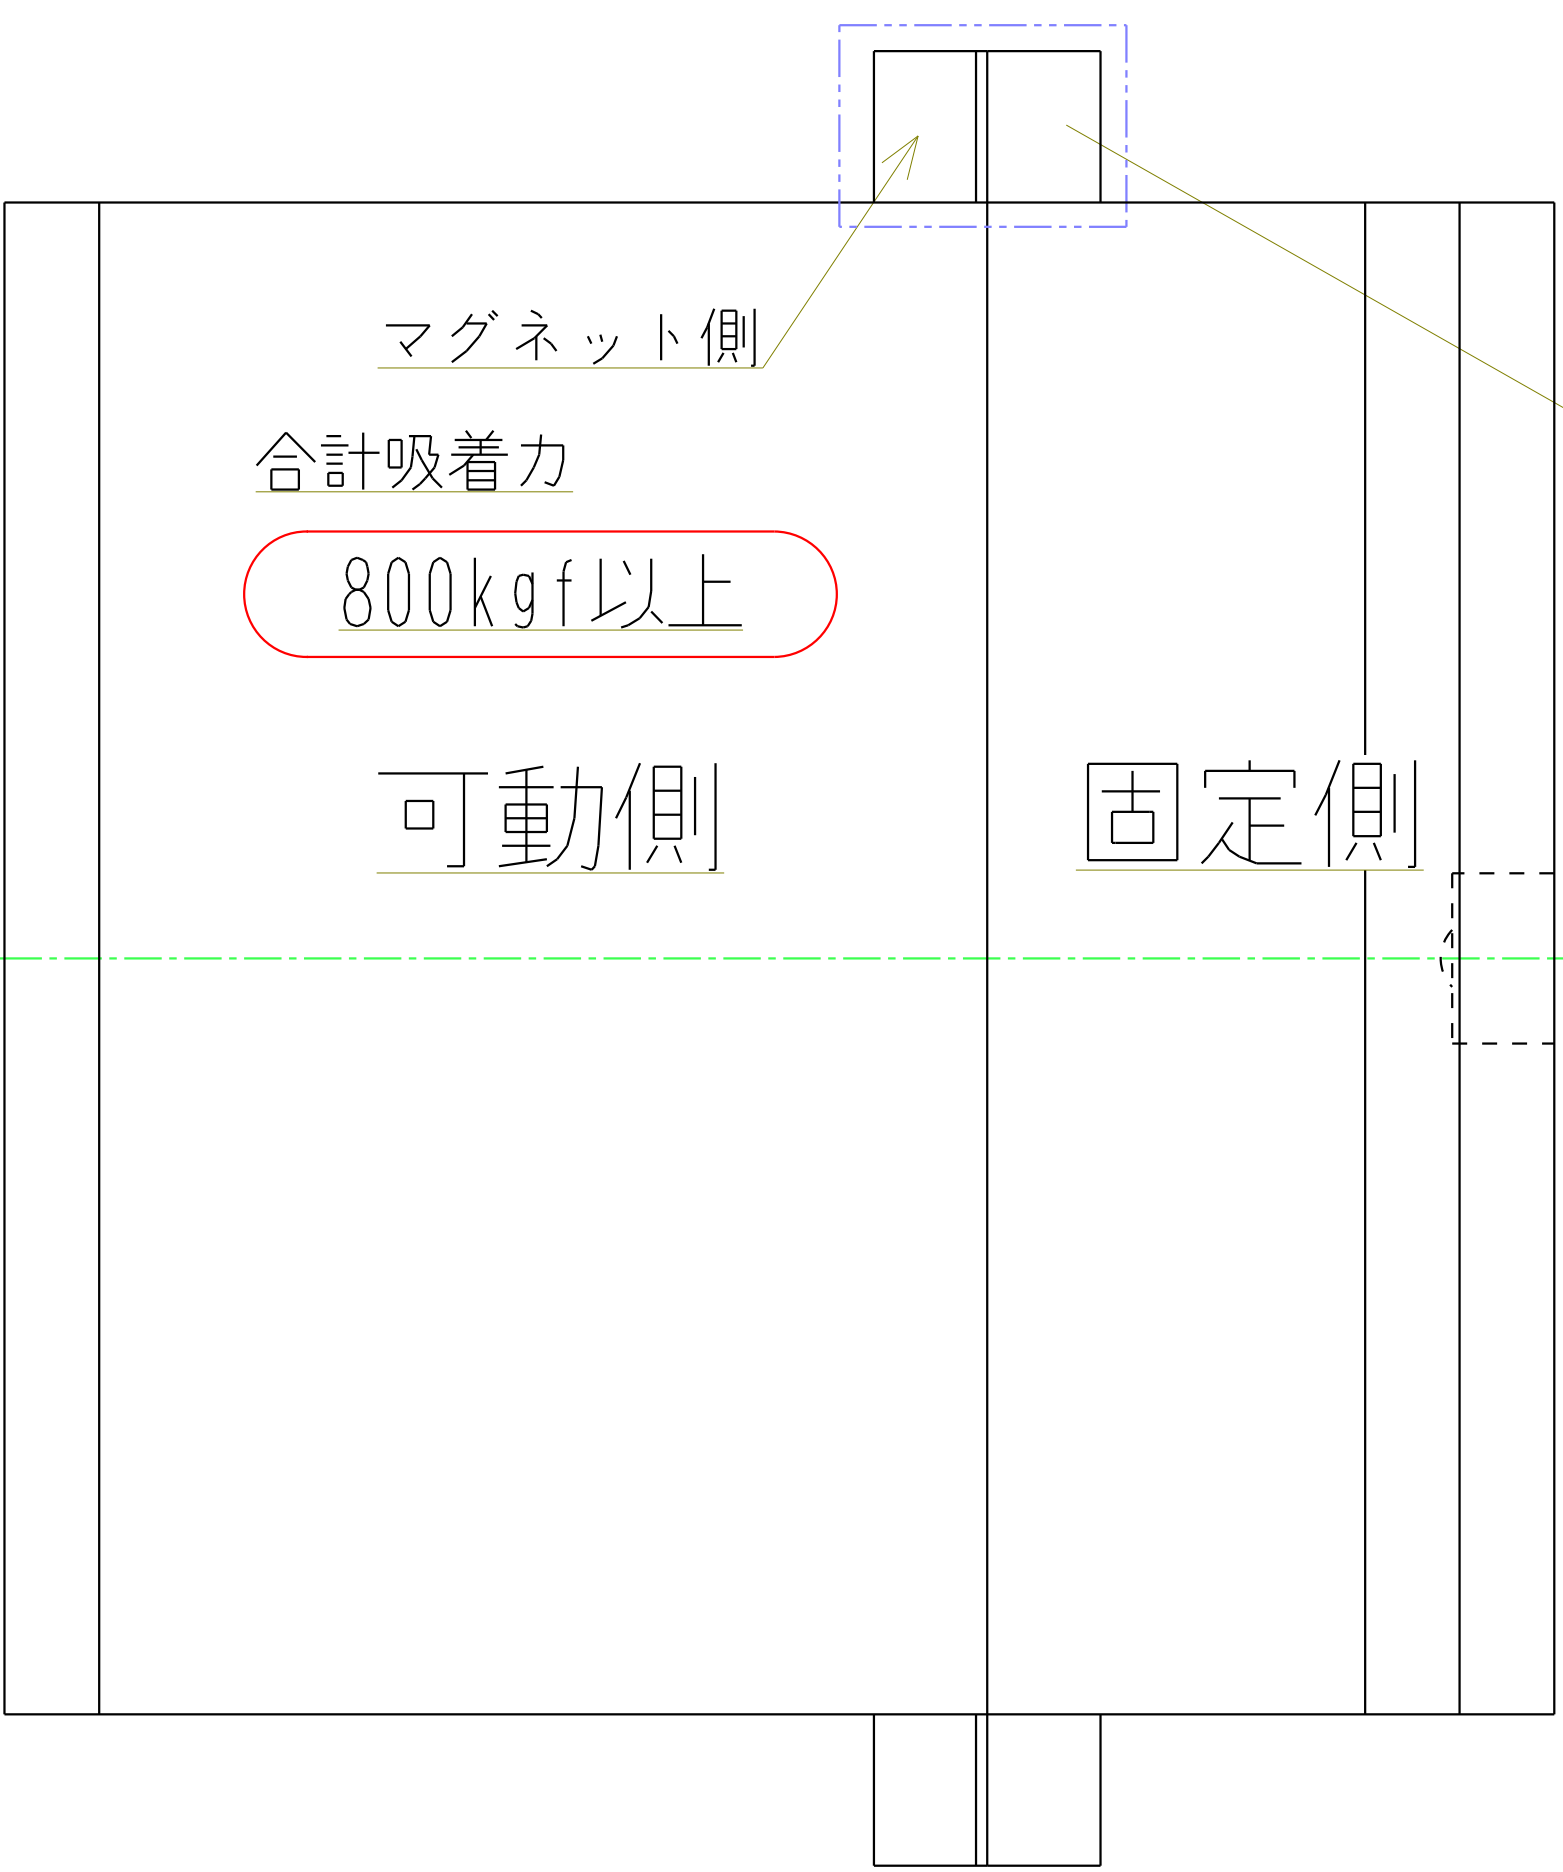 マグネット側
合計吸着力
800kgf以上
可動側
固定側